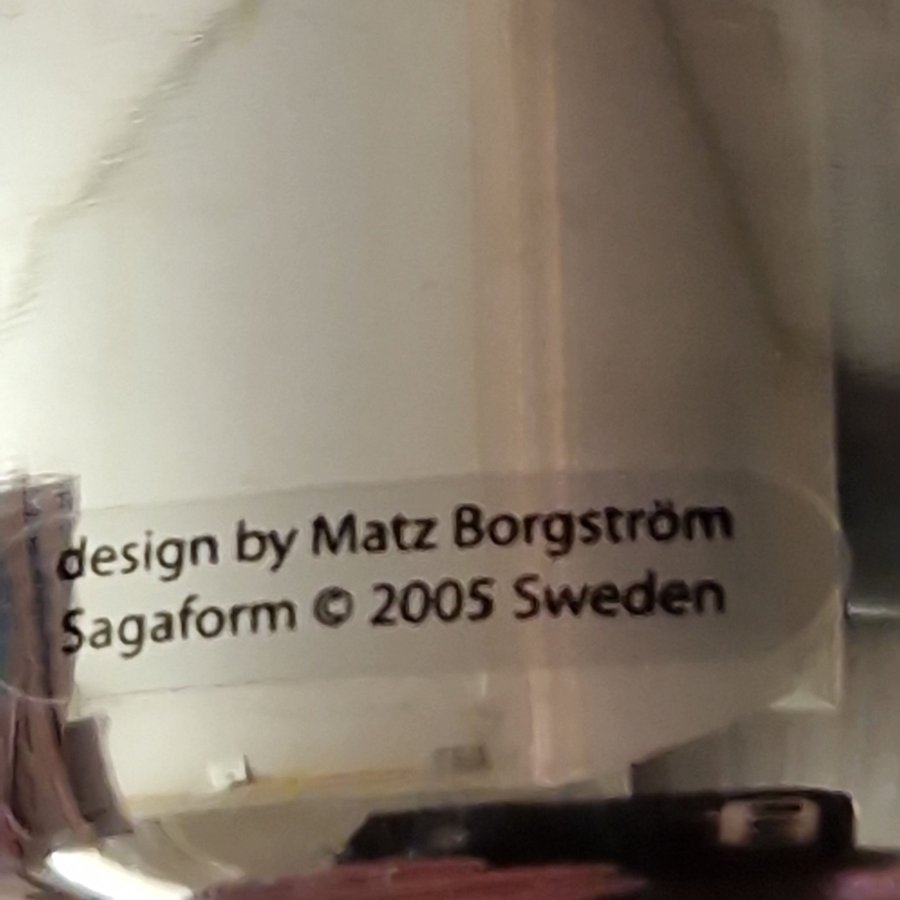 design by Matz Borgström
Sagaform © 2005 Sweden